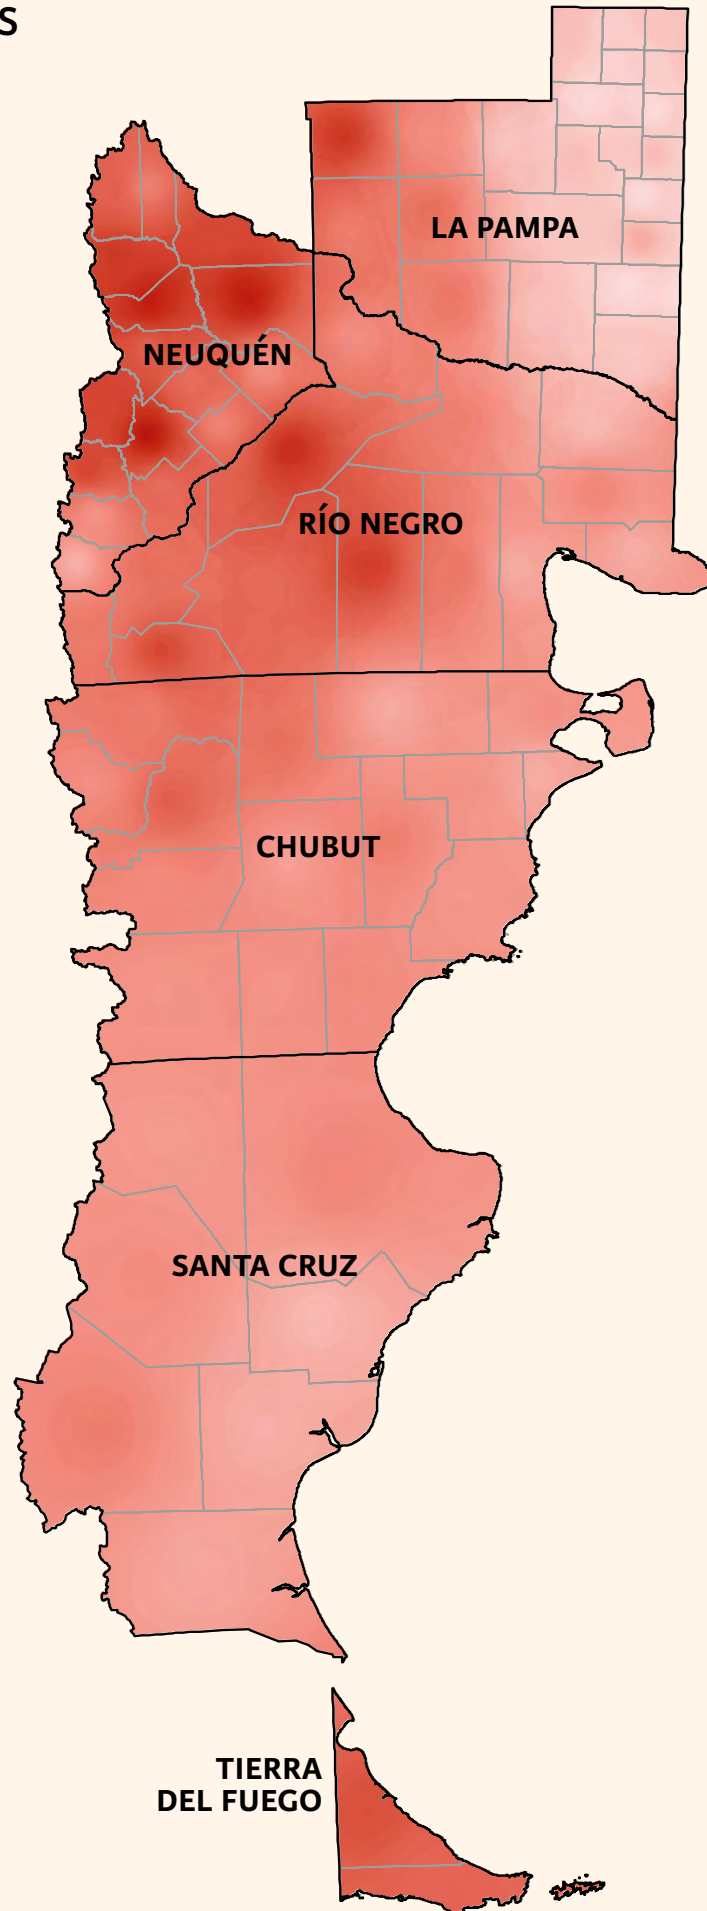 S
LA PAMPA
NEUQUÉN
RÍO NEGRO
CHUBUT
SANTA CRUZ
TIERRA
DEL FUEGO